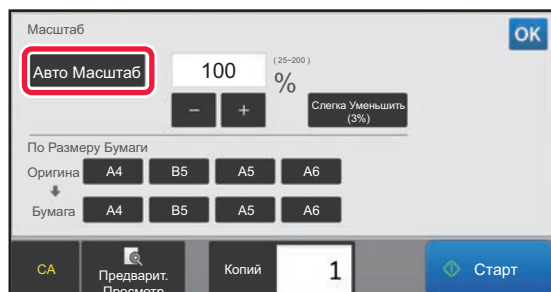 Масштаб
OK
Авто Масштаб
100
(25~200)
%
−
+
Слегка Уменьшить
(3%)
По Размеру Бумаги
Оригина
A4 B5 A5 A6
Бумага
A4 B5 A5 A6
CA
Предварит.
Просмотр
Копий
1
Старт